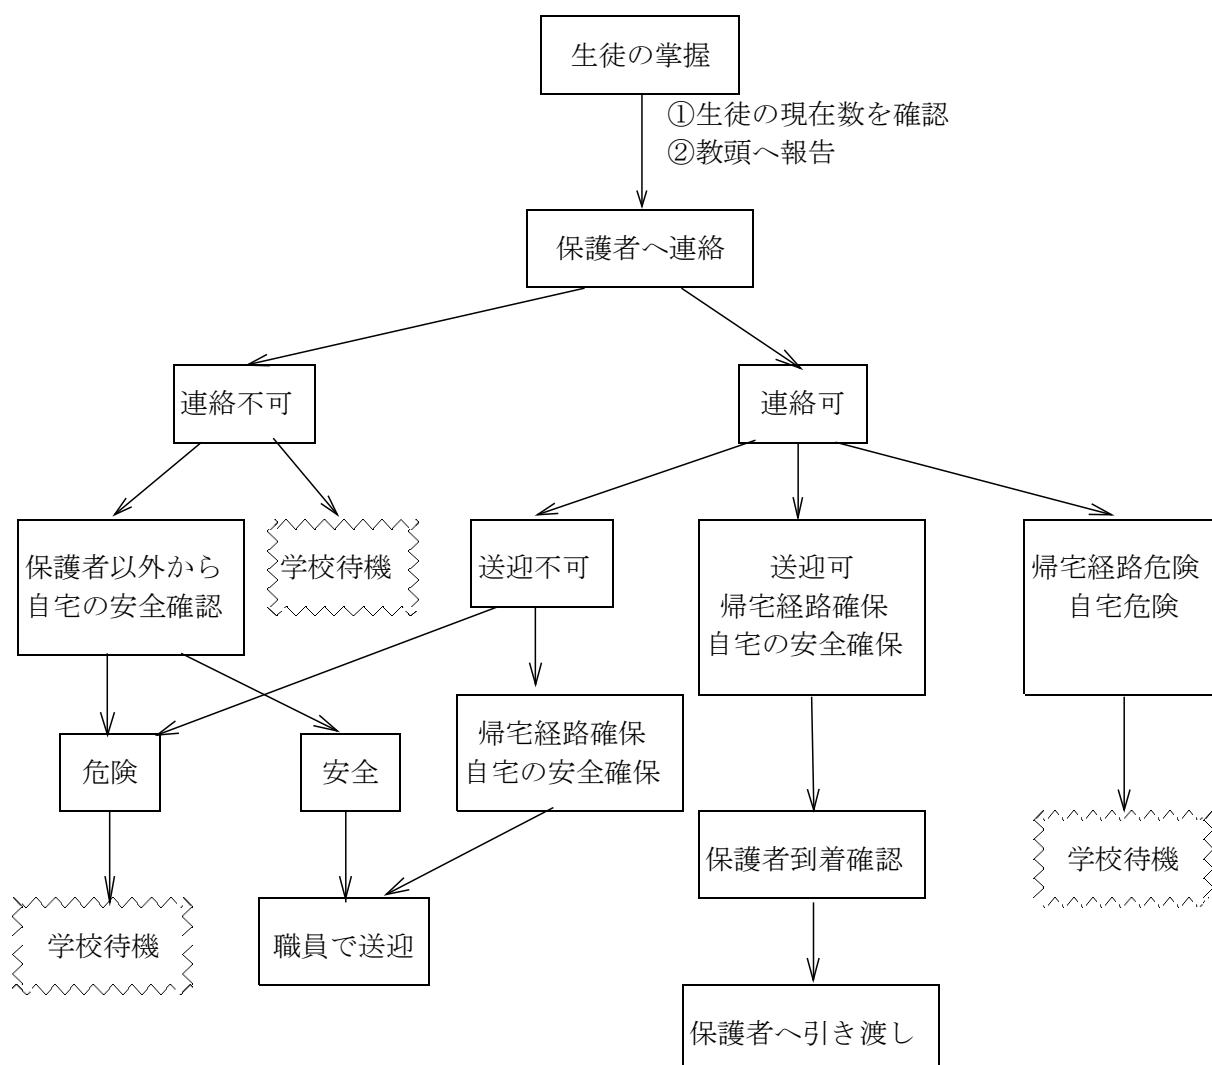 生徒の掌握
①生徒の現在数を確認
②教頭へ報告
保護者へ連絡
連絡不可
連絡可
保護者以外から
自宅の安全確認
学校待機
送迎不可
送迎可
帰宅経路確保
自宅の安全確保
帰宅経路危険
自宅危険
危険
安全
帰宅経路確保
自宅の安全確保
保護者到着確認
学校待機
学校待機
職員で送迎
保護者へ引き渡し